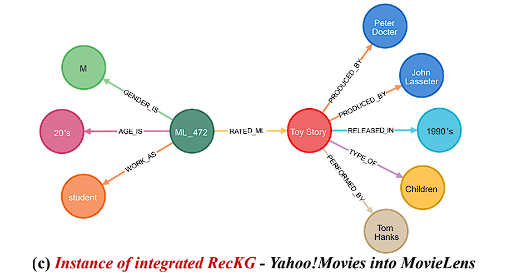 Peter
Docter
John
Lasseter
M
GENDER_IS
PRODUCED_BY
PRODUCED_BY
20's
AGE_IS
ML_472
RATED_ML
Toy Story
RELEASED_IN
1990's
WORK_AS
TYPE_OF
student
PERFORMED_BY
Children
Tom
Hanks
(c) Instance of integrated RecKG - Yahoo!Movies into MovieLens